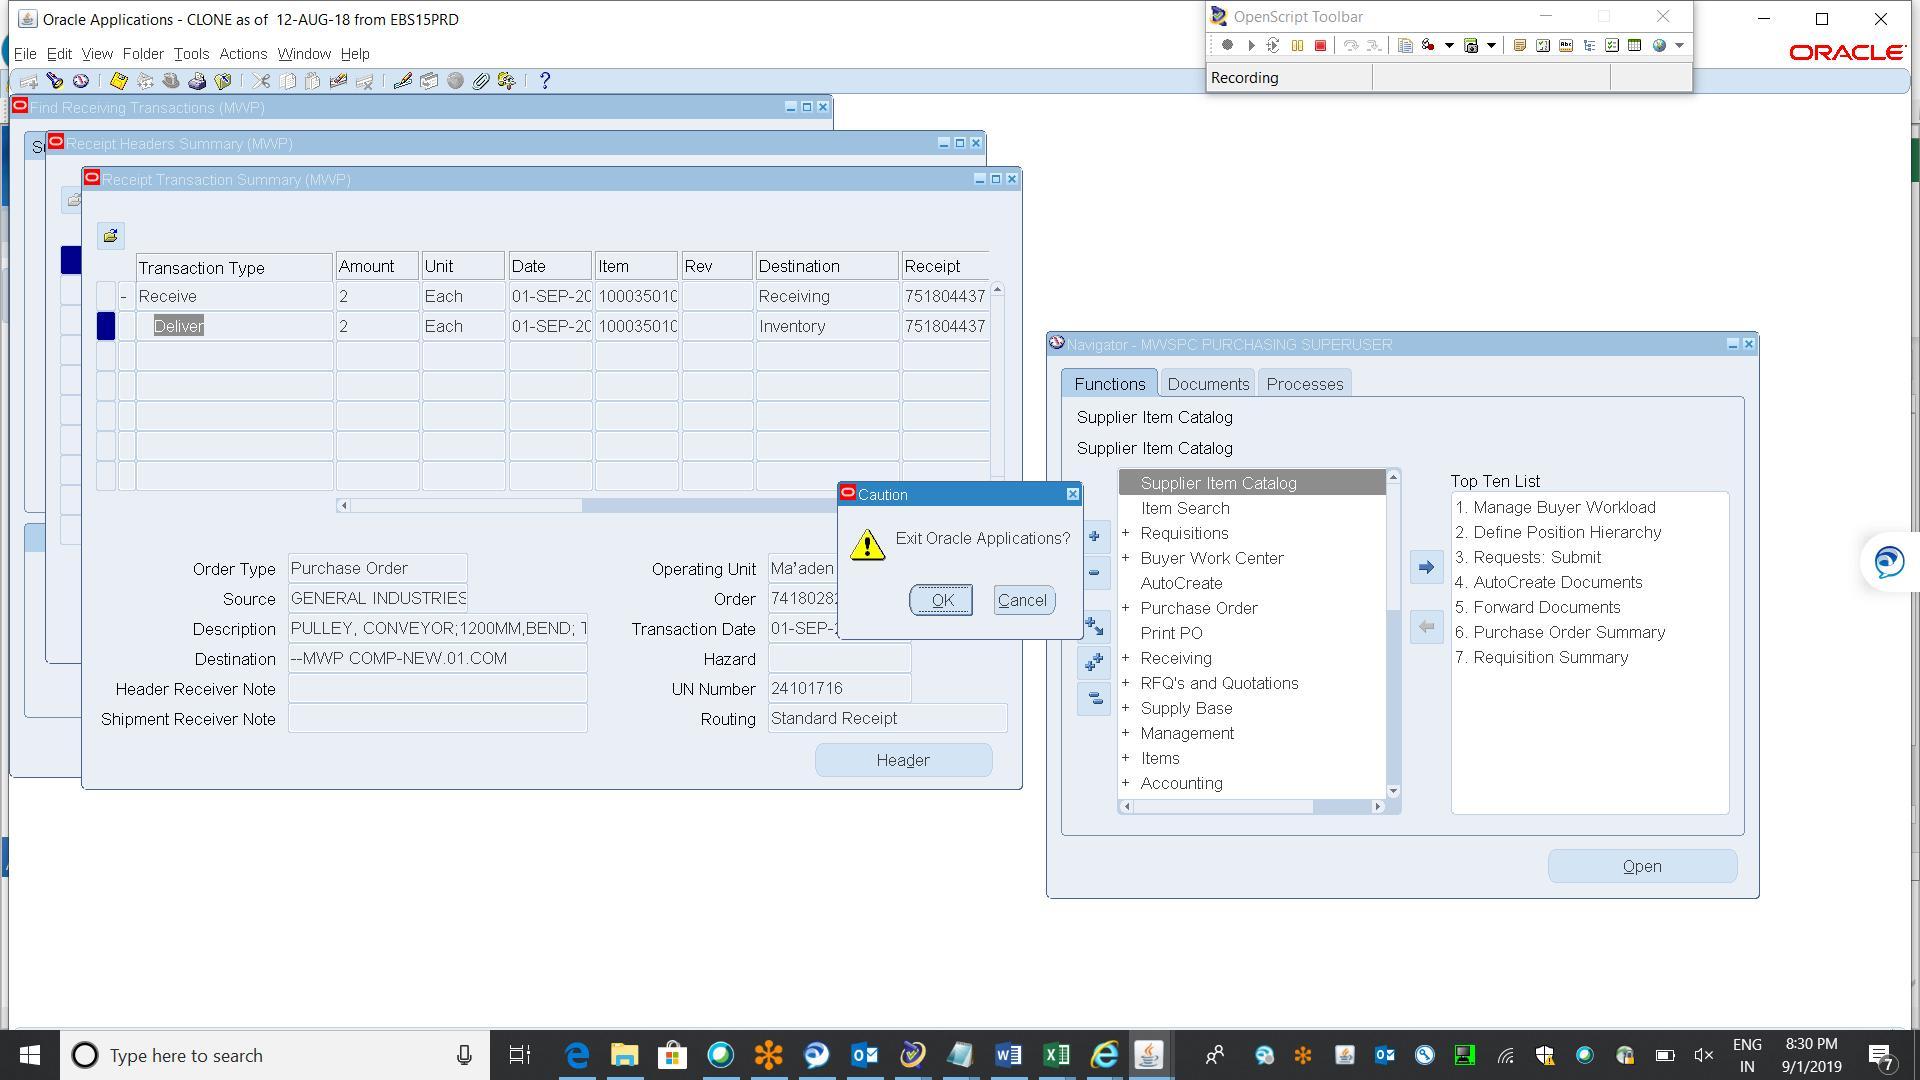 Oracle Applications - CLONE as of 12-AUG-18 from EBS15PRD
OpenScript Toolbar
File Edit View Folder Tools Actions Window Help
ORACLE
Recording
Find Receiving Transactions (MWP)
Receipt Headers Summary (MWP)
Receipt Transaction Summary (MWP)
Transaction Type Amount Unit Date Item Rev Destination Receipt
- Receive 2 Each 01-SEP-20 100035010 Receiving 751804437
Deliver 2 Each 01-SEP-20 100035010 Inventory 751804437
Order Type Purchase Order
Source GENERAL INDUSTRIES
Description PULLEY, CONVEYOR;1200MM,BEND; T
Destination --MWP COMP-NEW.01.COM
Header Receiver Note
Shipment Receiver Note
Operating Unit Ma'aden
Order 7418028
Transaction Date 01-SEP-
Hazard
UN Number 24101716
Routing Standard Receipt
Header
Caution
Exit Oracle Applications?
OK Cancel
Navigator - MWSPC PURCHASING SUPERUSER
Functions Documents Processes
Supplier Item Catalog
Supplier Item Catalog
Supplier Item Catalog
Item Search
+ Requisitions
+ Buyer Work Center
AutoCreate
+ Purchase Order
Print PO
+ Receiving
+ RFQ's and Quotations
+ Supply Base
+ Management
+ Items
+ Accounting
Top Ten List
1. Manage Buyer Workload
2. Define Position Hierarchy
3. Requests: Submit
4. AutoCreate Documents
5. Forward Documents
6. Purchase Order Summary
7. Requisition Summary
Open
Type here to search
ENG
IN
8:30 PM
9/1/2019
7